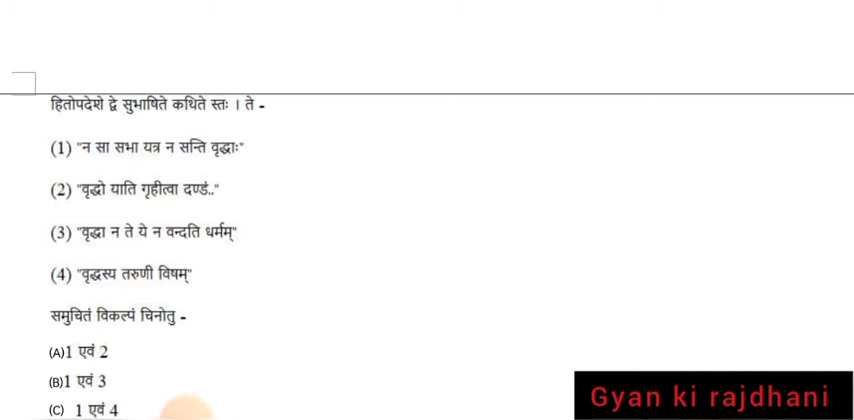 हितोपदेशे द्वे सुभाषिते कथिते स्तः । ते -
(1) "न सा सभा यत्र न सन्ति वृद्धाः"
(2) "वृद्धो याति गृहीत्वा दण्डं.."
(3) "वृद्धा न ते ये न वन्दति धर्मम्"
(4) "वृद्धस्य तरुणी विषम्"
समुचितं विकल्पं चिनोतु -
(A)1 एवं 2
(B)1 एवं 3
(C) 1 एवं 4
Gyan ki rajdhani